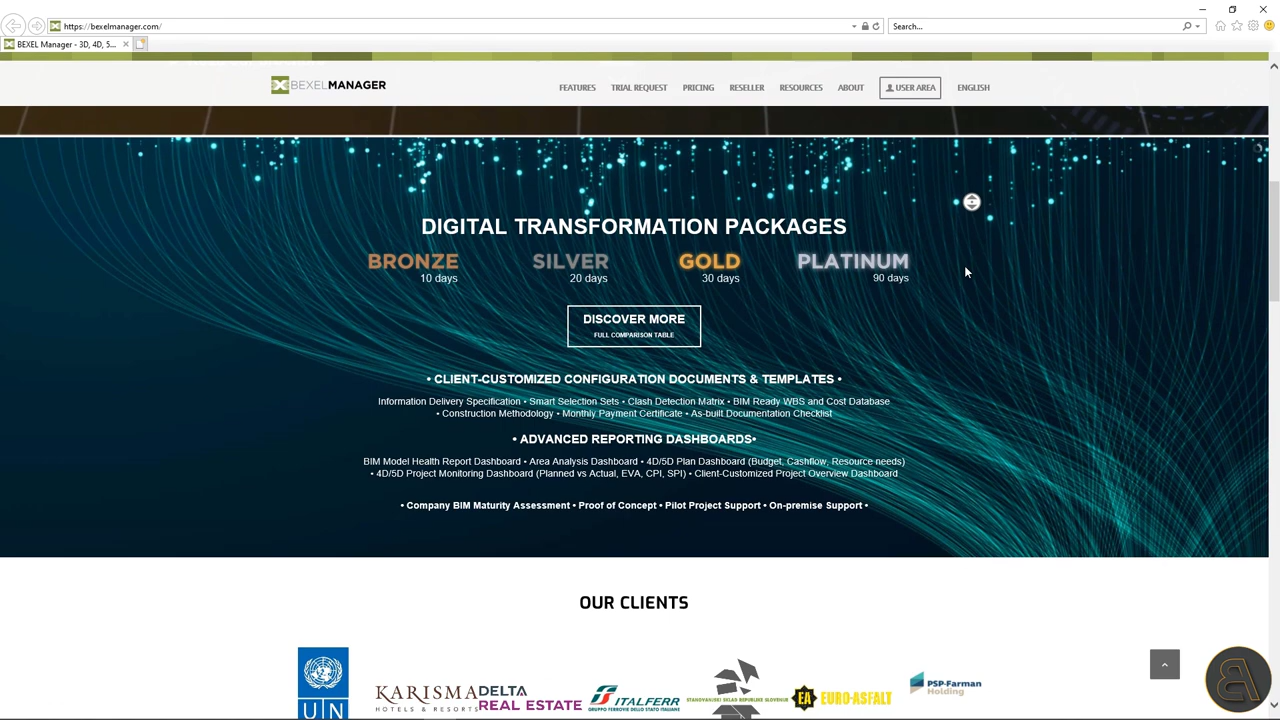 https://bexelmanager.com/
Search...
BEXEL Manager - 3D, 4D, 5...
BEXELMANAGER
FEATURES
TRIAL REQUEST
PRICING
RESELLER
RESOURCES
ABOUT
USER AREA
ENGLISH
DIGITAL TRANSFORMATION PACKAGES
BRONZE SILVER GOLD PLATINUM
10 days 20 days 30 days 90 days
DISCOVER MORE
FULL COMPARISON TABLE
• CLIENT-CUSTOMIZED CONFIGURATION DOCUMENTS & TEMPLATES •
Information Delivery Specification • Smart Selection Sets • Clash Detection Matrix • BIM Ready WBS and Cost Database
• Construction Methodology • Monthly Payment Certificate • As-built Documentation Checklist
• ADVANCED REPORTING DASHBOARDS•
BIM Model Health Report Dashboard • Area Analysis Dashboard • 4D/5D Plan Dashboard (Budget, Cashflow, Resource needs)
• 4D/5D Project Monitoring Dashboard (Planned vs Actual, EVA, CPI, SPI) • Client-Customized Project Overview Dashboard
• Company BIM Maturity Assessment • Proof of Concept • Pilot Project Support • On-premise Support •
OUR CLIENTS
UN
KARISMA
HOTELS & RESORTS
DELTA
REAL ESTATE
ITALFERR
GRUPPO FERROVIE DELLO STATO ITALIANE
STANOVANJSKI SKLAD REPUBLIKE SLOVENIJE
EA EURO-ASFALT
PSP-Farman
Holding